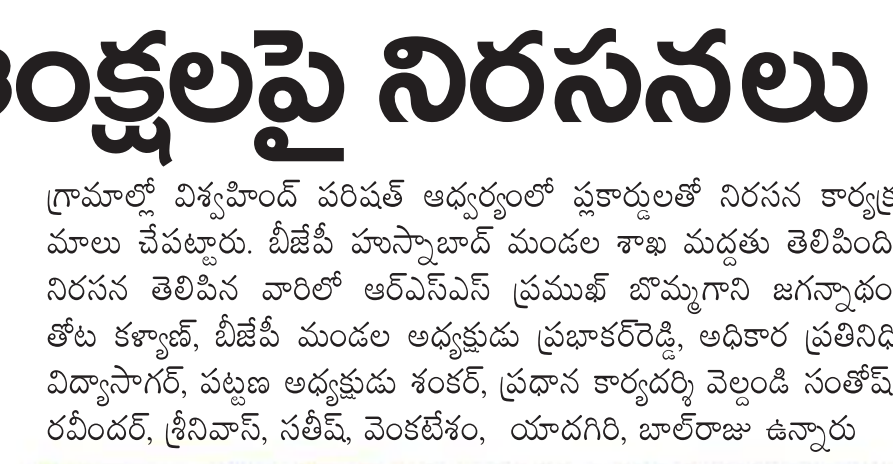 ంక్షలపై నిరసనలు
గ్రామాల్లో విశ్వహింద్ పరిషత్ ఆధ్వర్యంలో ప్లకార్డులతో నిరసన కార్యక్ర
మాలు చేపట్టారు. బీజేపీ హుస్నాబాద్ మండల శాఖ మద్దతు తెలిపింది
నిరసన తెలిపిన వారిలో ఆర్ఎస్ఎస్ ప్రముఖ్ బొమ్మగాని జగన్నాథం
తోట కళ్యాణ్, బీజేపీ మండల అధ్యక్షుడు ప్రభాకర్‌రెడ్డి, అధికార ప్రతినిధి
విద్యాసాగర్, పట్టణ అధ్యక్షుడు శంకర్, ప్రధాన కార్యదర్శి వెల్దండి సంతోష్
రవీందర్, శ్రీనివాస్, సతీష్, వెంకటేశం, యాదగిరి, బాల్‌రాజు ఉన్నారు